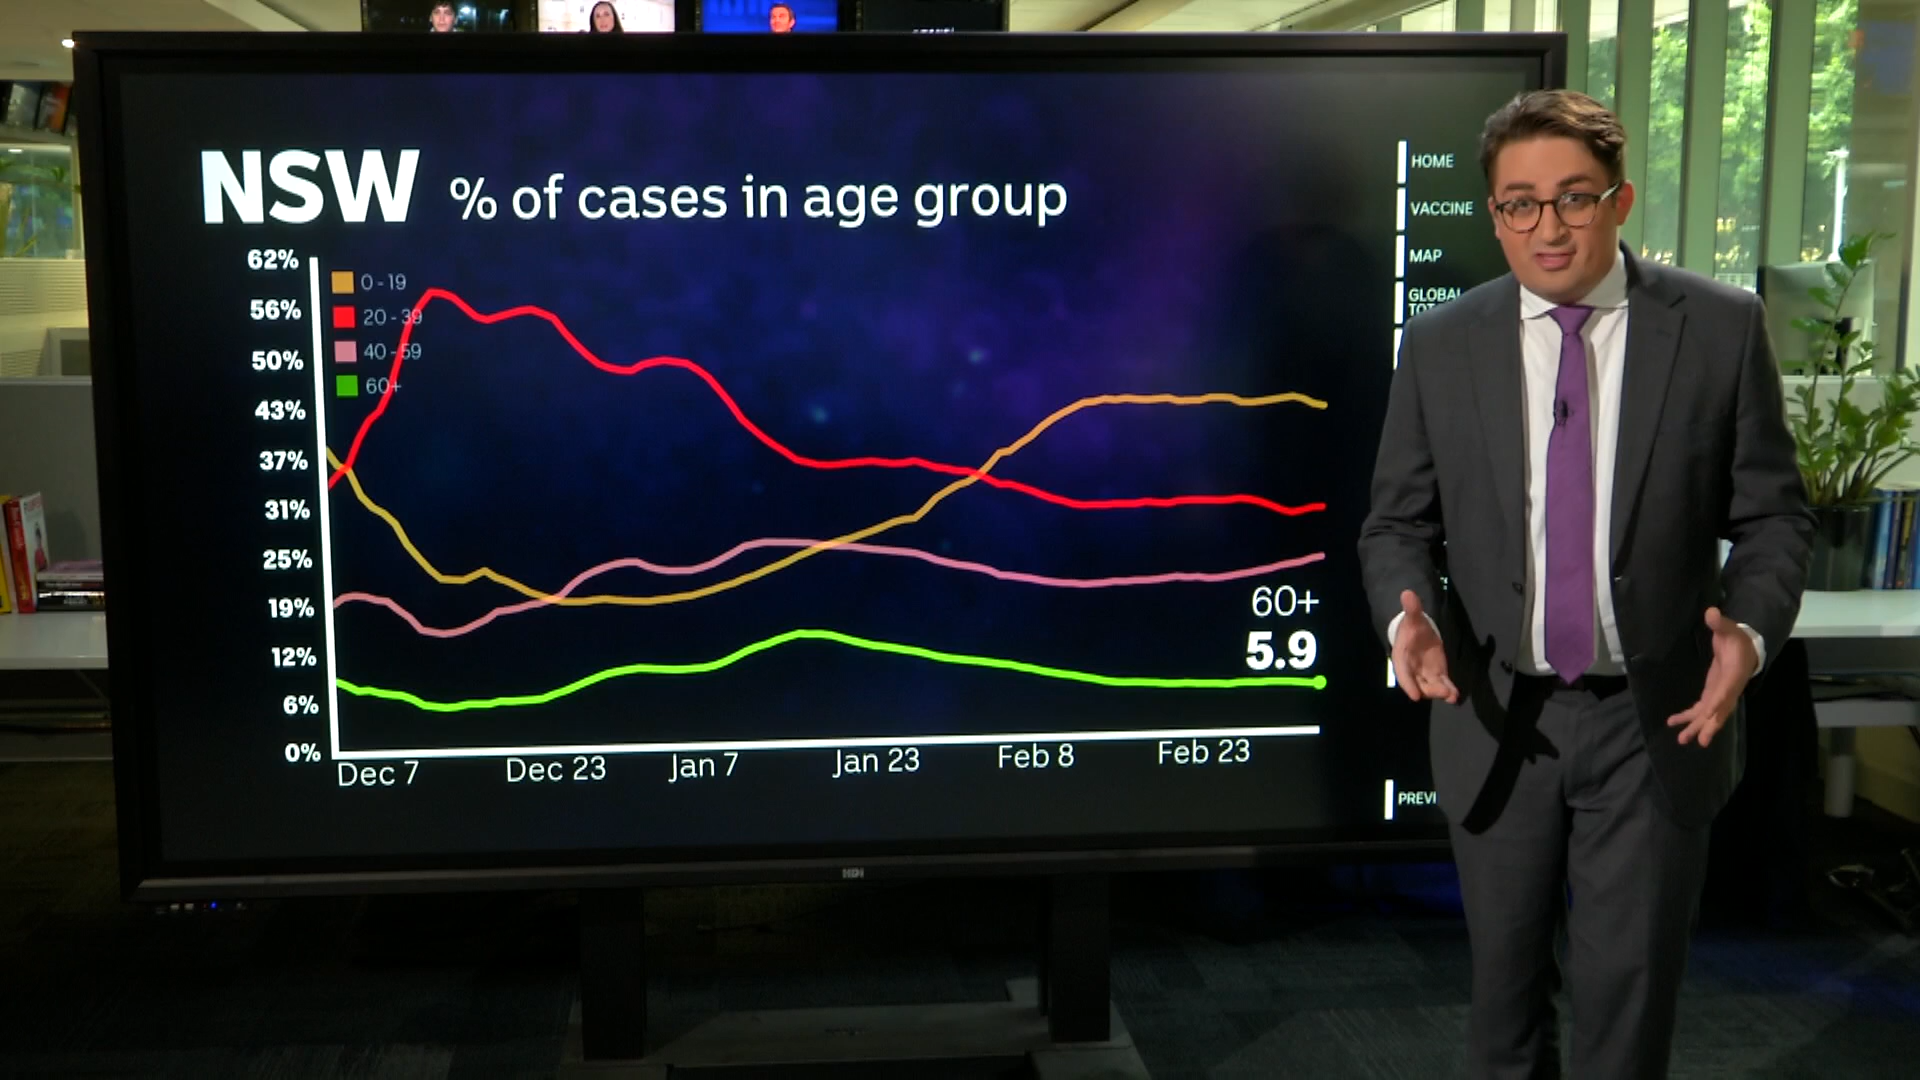 NSW % of cases in age group
62%
56%
50%
43%
37%
31%
25%
19%
12%
6%
0%
0 - 19
20 - 39
40 - 59
60+
60+
5.9
Dec 7
Dec 23
Jan 7
Jan 23
Feb 8
Feb 23
HOME
VACCINE
MAP
GLOBAL
PREVI